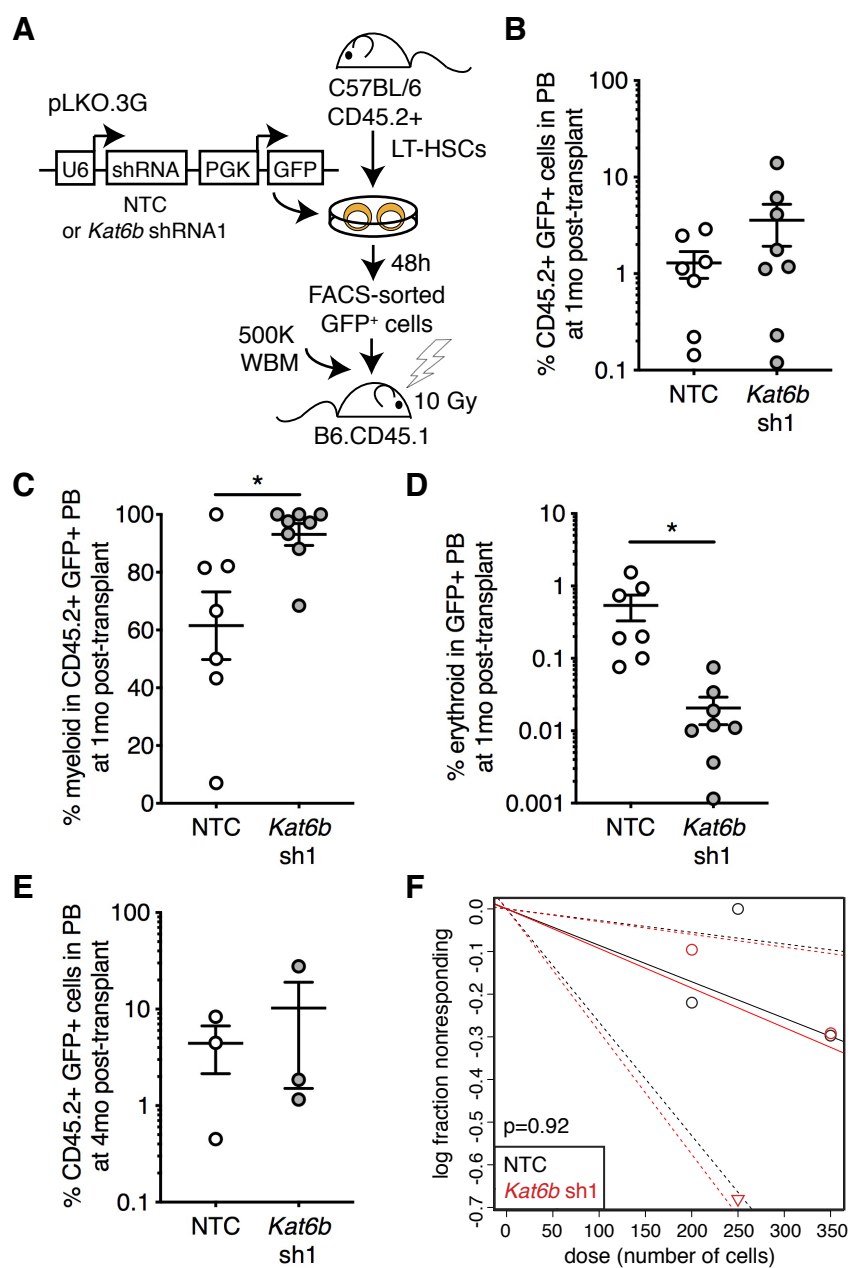 A
pLKO.3G
U6
shRNA
PGK
GFP
NTC
or Kat6b shRNA1
C57BL/6
CD45.2+
LT-HSCs
48h
FACS-sorted
GFP+ cells
500K
WBM
10 Gy
B6.CD45.1
B
% CD45.2+ GFP+ cells in PB
at 1mo post-transplant
100
10
1
0.1
NTC
Kat6b
sh1
C
% myeloid in CD45.2+ GFP+ PB
at 1mo post-transplant
100
80
60
40
20
0
*
NTC
Kat6b
sh1
D
% erythroid in GFP+ PB
at 1mo post-transplant
10
1
0.1
0.01
0.001
*
NTC
Kat6b
sh1
E
% CD45.2+ GFP+ cells in PB
at 4mo post-transplant
100
10
1
0.1
NTC
Kat6b
sh1
F
log fraction nonresponding
0.0
-0.1
-0.2
-0.3
-0.4
-0.5
-0.6
-0.7
p=0.92
NTC
Kat6b sh1
0 50 100 150 200 250 300 350
dose (number of cells)